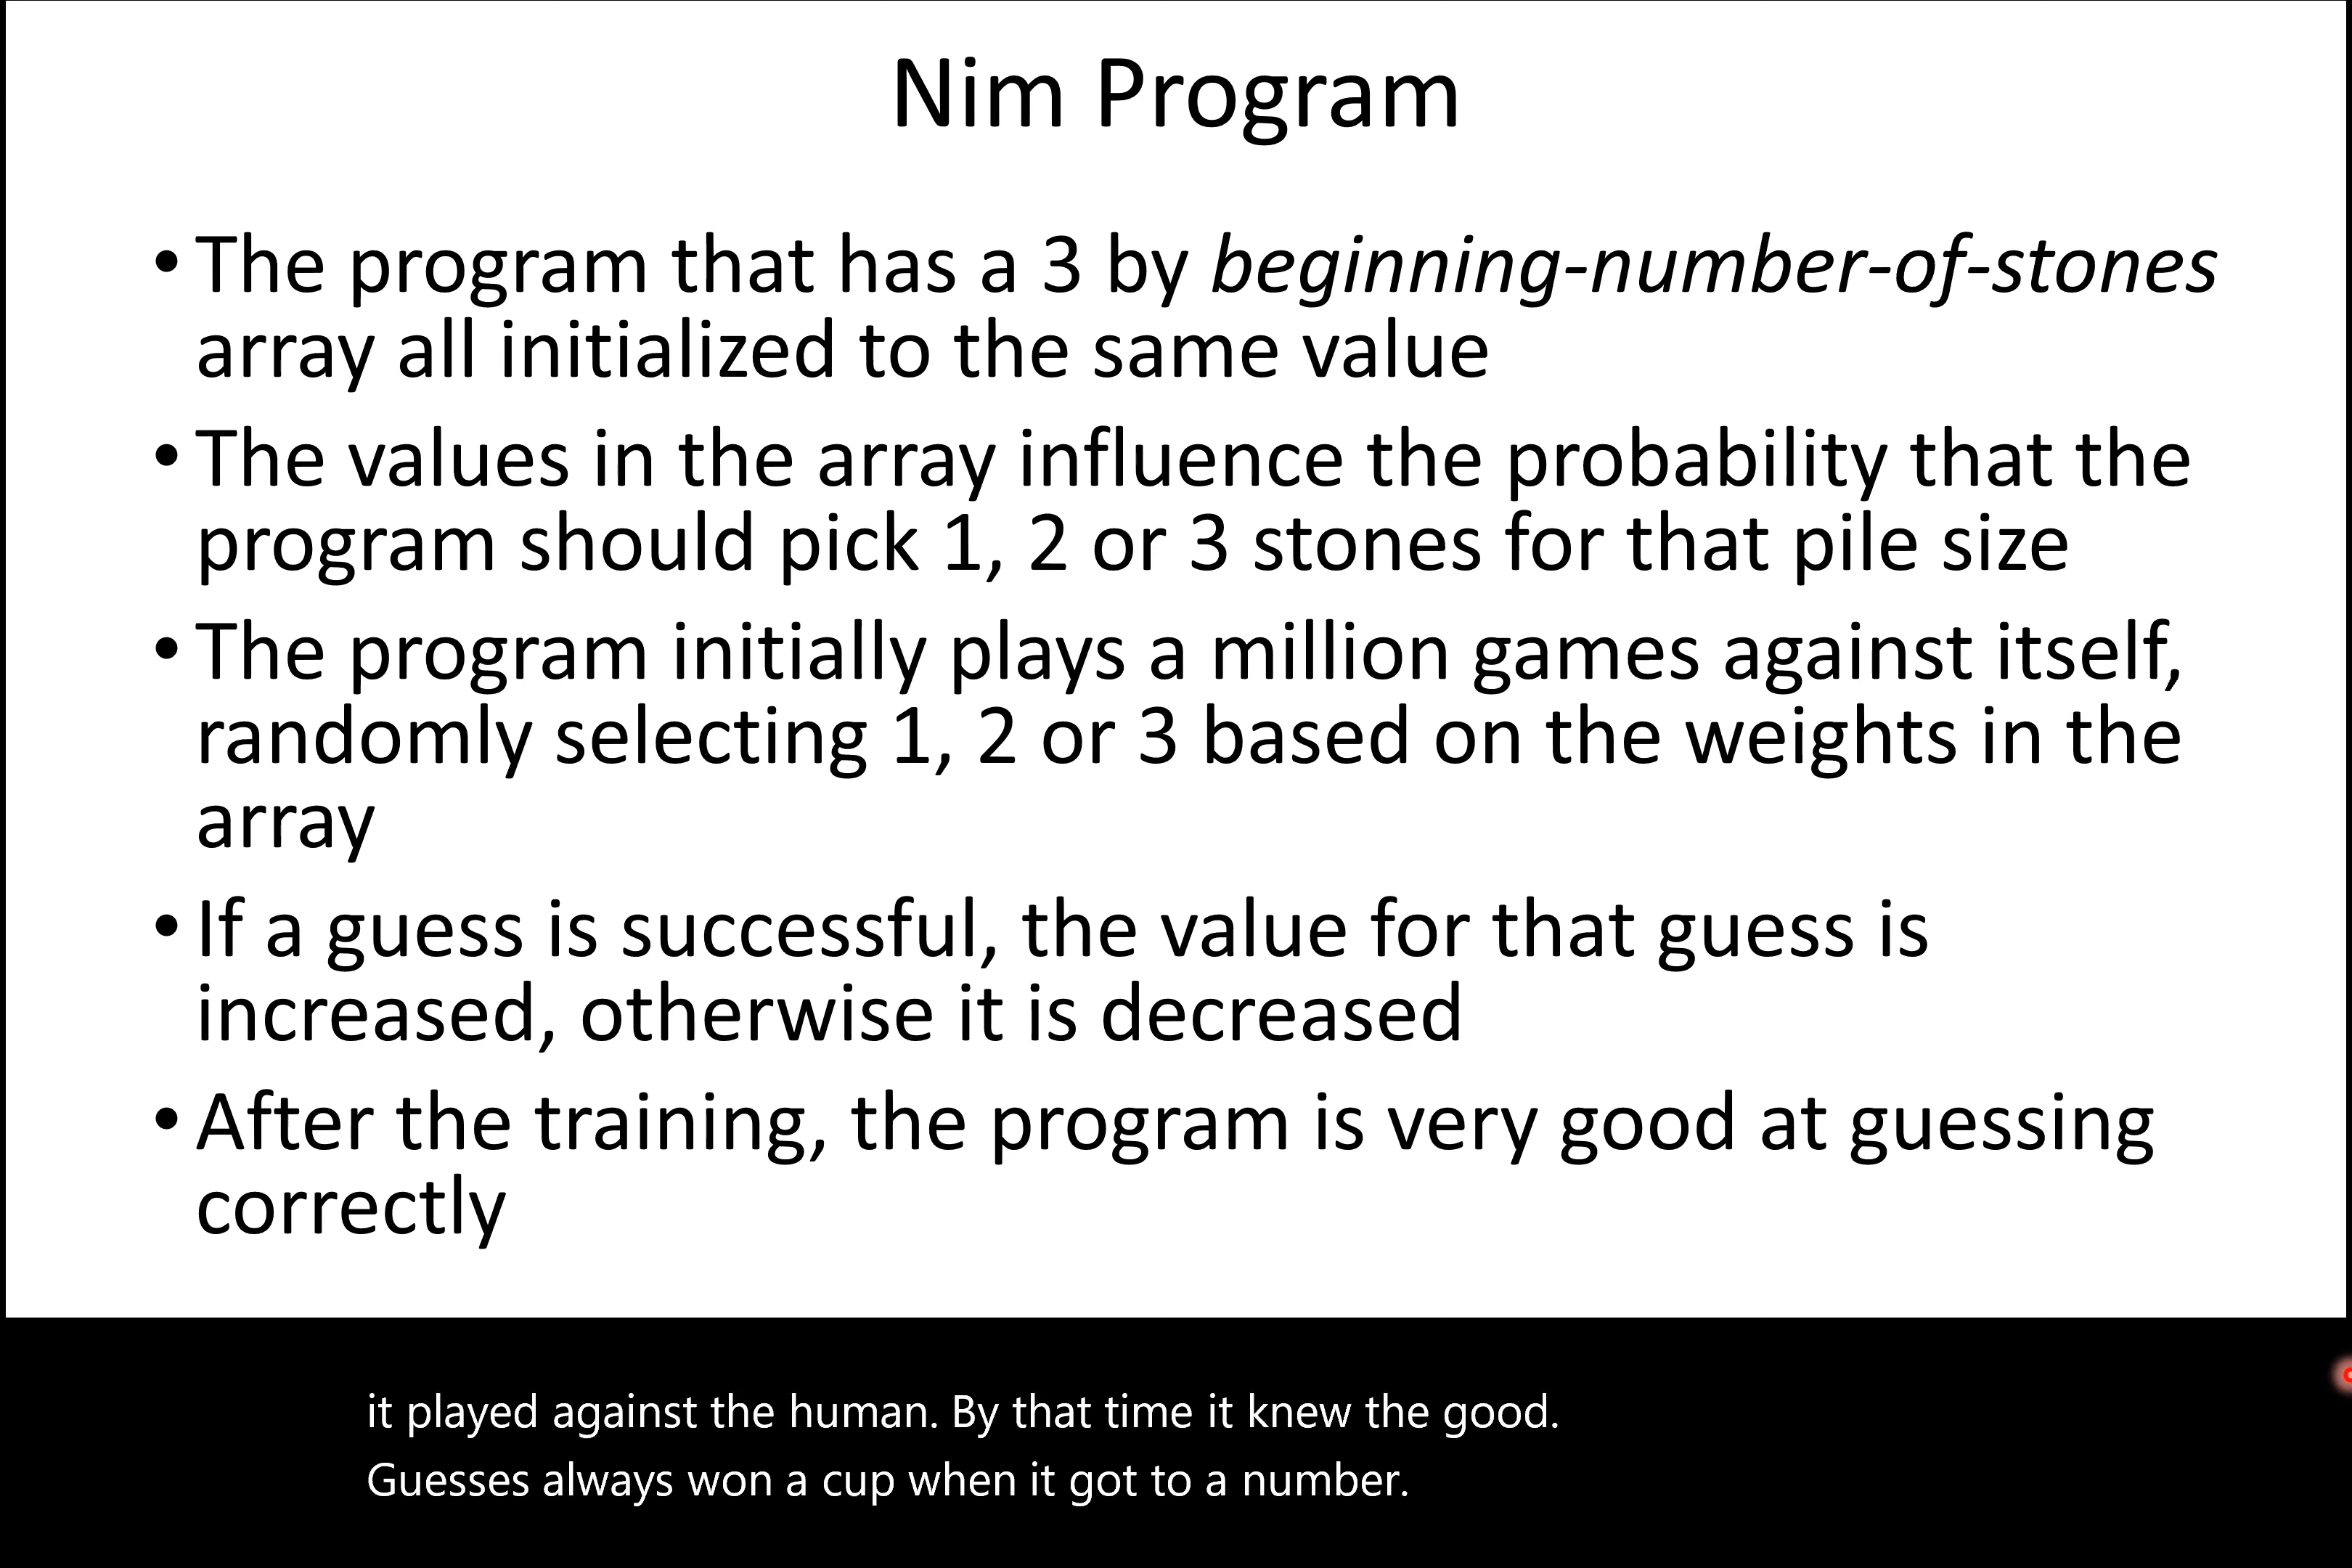 Nim Program
• The program that has a 3 by beginning-number-of-stones
array all initialized to the same value
• The values in the array influence the probability that the
program should pick 1, 2 or 3 stones for that pile size
• The program initially plays a million games against itself,
randomly selecting 1, 2 or 3 based on the weights in the
array
• If a guess is successful, the value for that guess is
increased, otherwise it is decreased
• After the training, the program is very good at guessing
correctly
it played against the human. By that time it knew the good.
Guesses always won a cup when it got to a number.